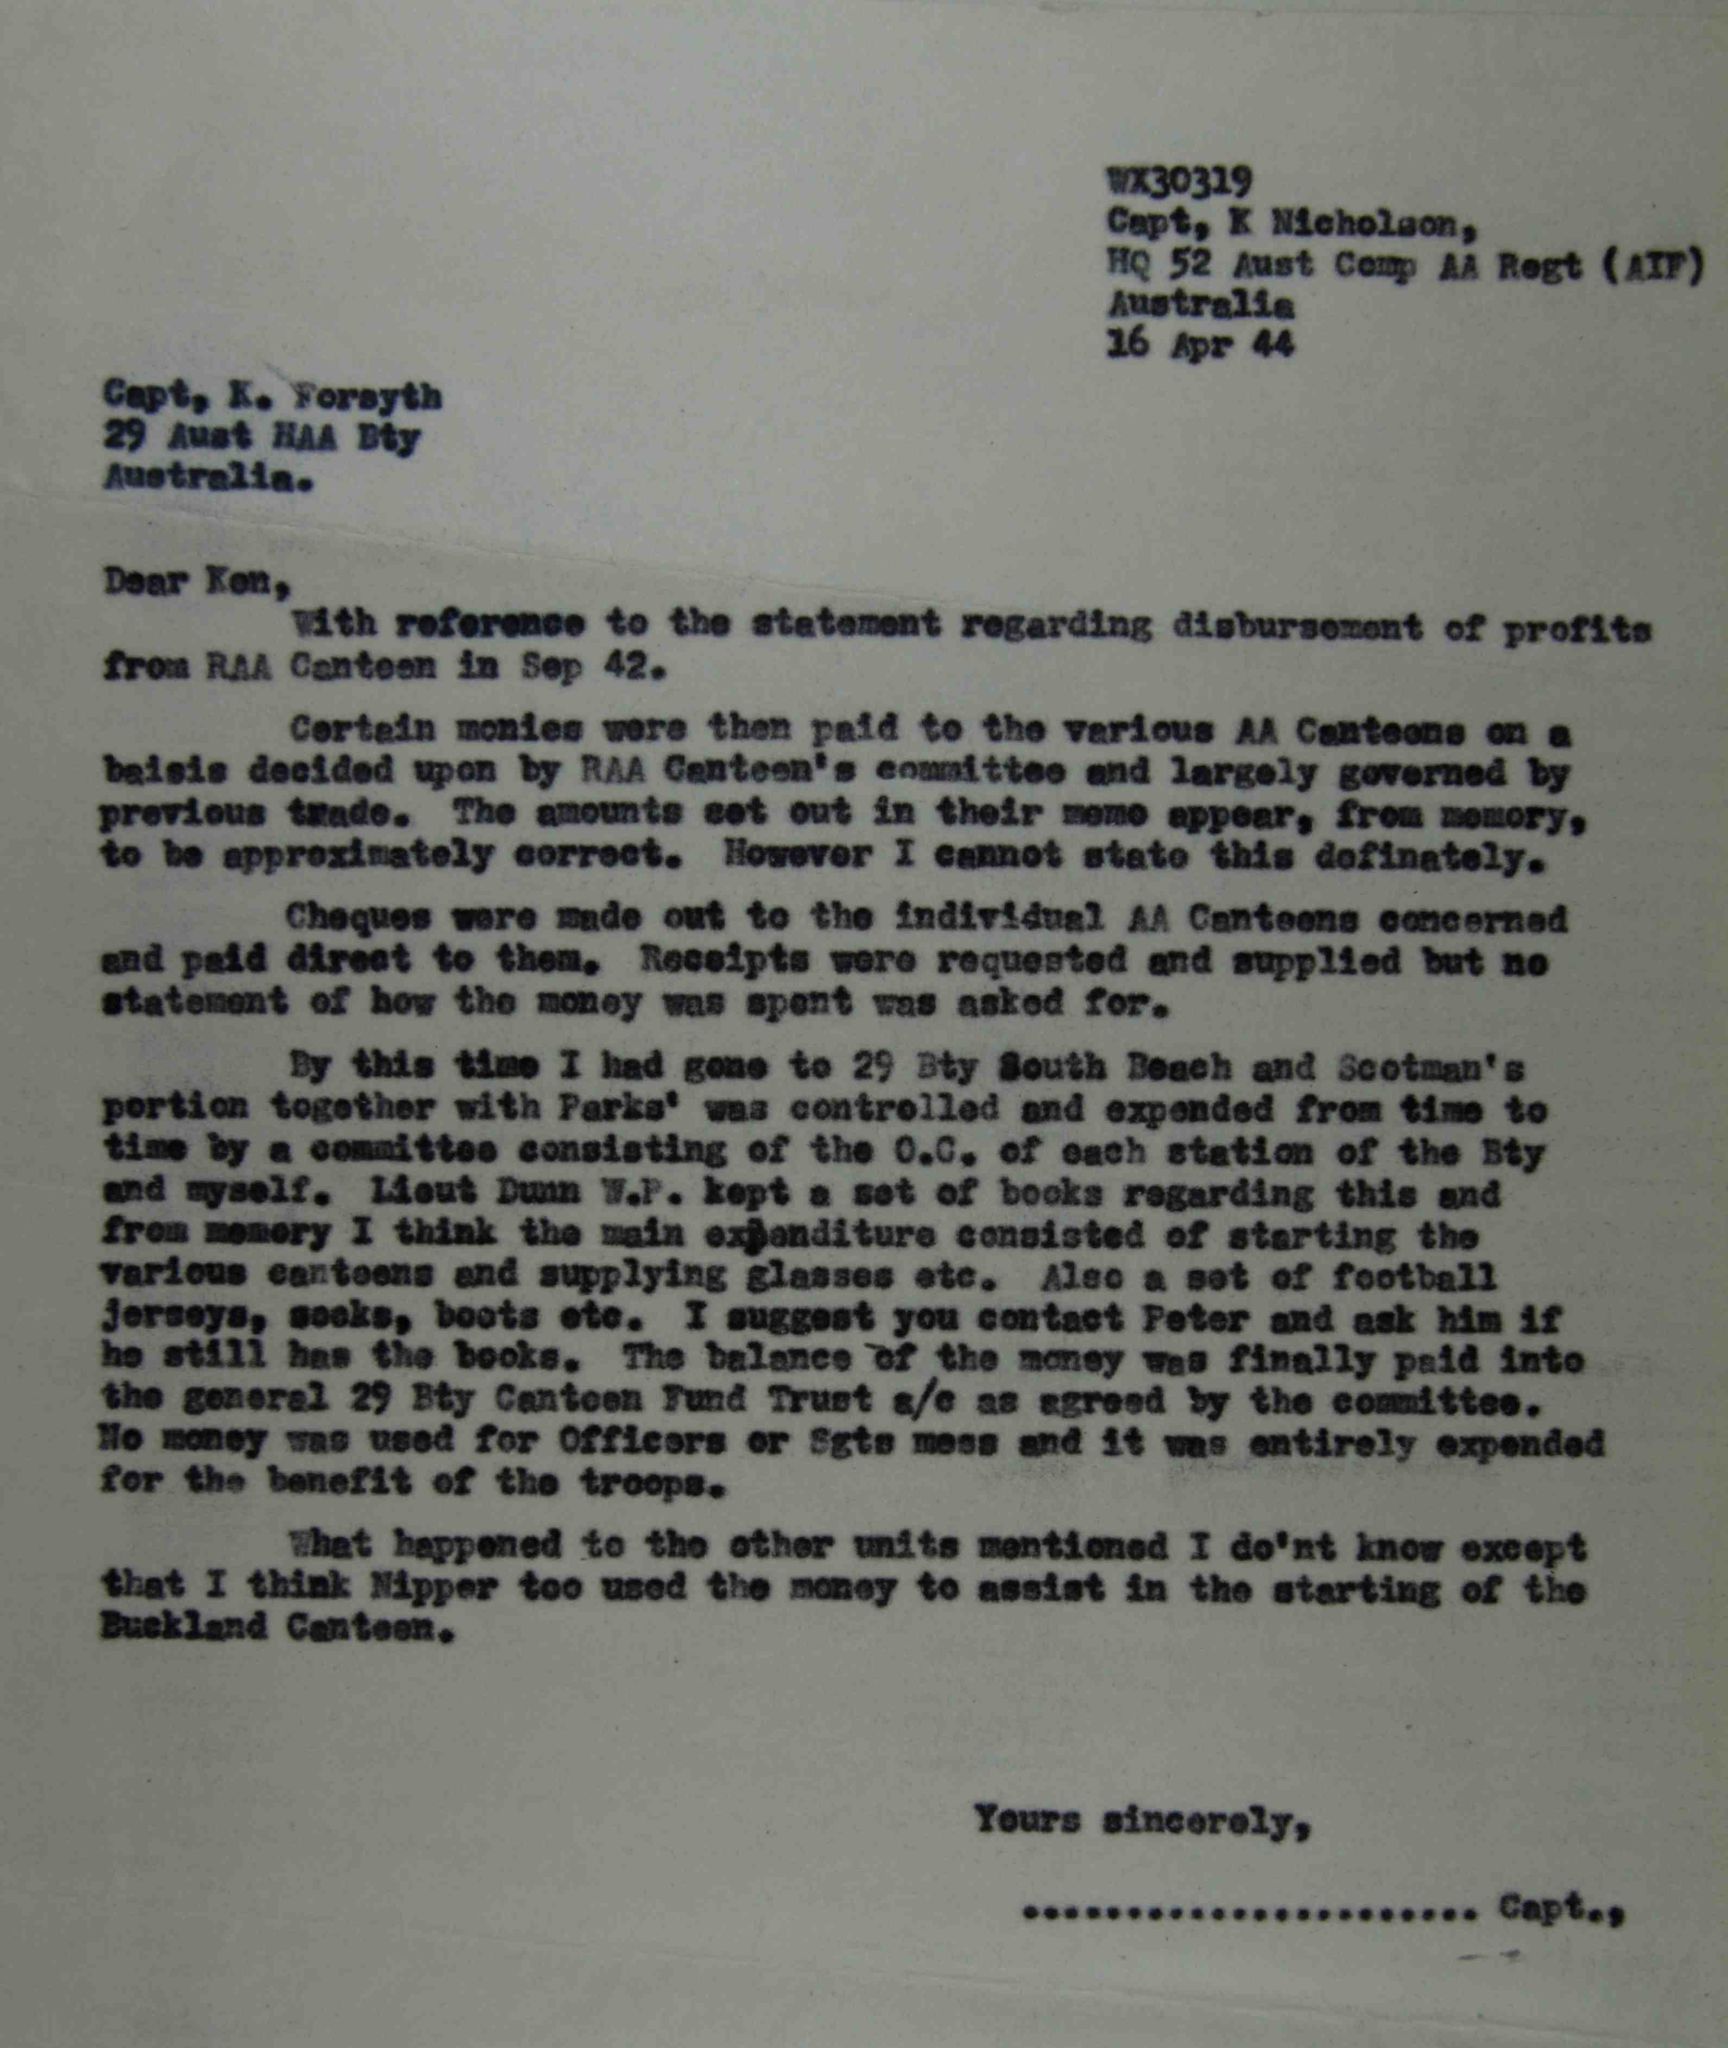 WX30319
Capt, K Nicholson,
HQ 52 Aust Comp AA Regt (AIF)
Australia
16 Apr 44
Capt, K. Forsyth
29 Aust HAA Bty
Australia.
Dear Ken,
With reference to the statement regarding disbursement of profits
from RAA Canteen in Sep 42.
Certain monies were then paid to the various AA Canteens on a
baisis decided upon by RAA Canteen's committee and largely governed by
previous trade. The amounts set out in their memo appear, from memory,
to be approximately correct. However I cannot state this definately.
Cheques were made out to the individual AA Canteens concerned
and paid direct to them. Receipts were requested and supplied but no
statement of how the money was spent was asked for.
By this time I had gone to 29 Bty South Beach and Scotman's
portion together with Parks' was controlled and expended from time to
time by a committee consisting of the O.C. of each station of the Bty
and myself. Lieut Dunn W.P. kept a set of books regarding this and
from memory I think the main expenditure consisted of starting the
various canteens and supplying glasses etc. Also a set of football
jerseys, socks, boots etc. I suggest you contact Peter and ask him if
he still has the books. The balance of the money was finally paid into
the general 29 Bty Canteen Fund Trust a/c as agreed by the committee.
No money was used for Officers or Sgts mess and it was entirely expended
for the benefit of the troops.
What happened to the other units mentioned I do'nt know except
that I think Nipper too used the money to assist in the starting of the
Buckland Canteen.
Yours sincerely,
...................... Capt.,